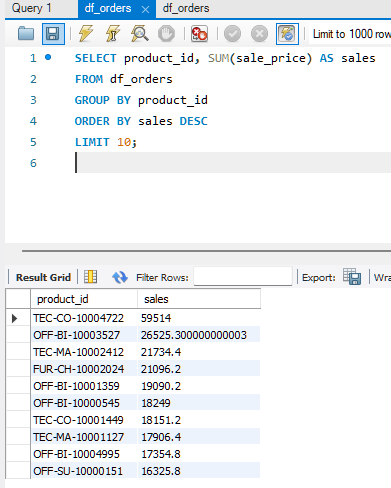 Query 1 df_orders df_orders
Limit to 1000 row
1 SELECT product_id, SUM(sale_price) AS sales
2 FROM df_orders
3 GROUP BY product_id
4 ORDER BY sales DESC
5 LIMIT 10;
6
Result Grid Filter Rows: Export: Wra
product_id sales
TEC-CO-10004722 59514
OFF-BI-10003527 26525.300000000003
TEC-MA-10002412 21734.4
FUR-CH-10002024 21096.2
OFF-BI-10001359 19090.2
OFF-BI-10000545 18249
TEC-CO-10001449 18151.2
TEC-MA-10001127 17906.4
OFF-BI-10004995 17354.8
OFF-SU-10000151 16325.8